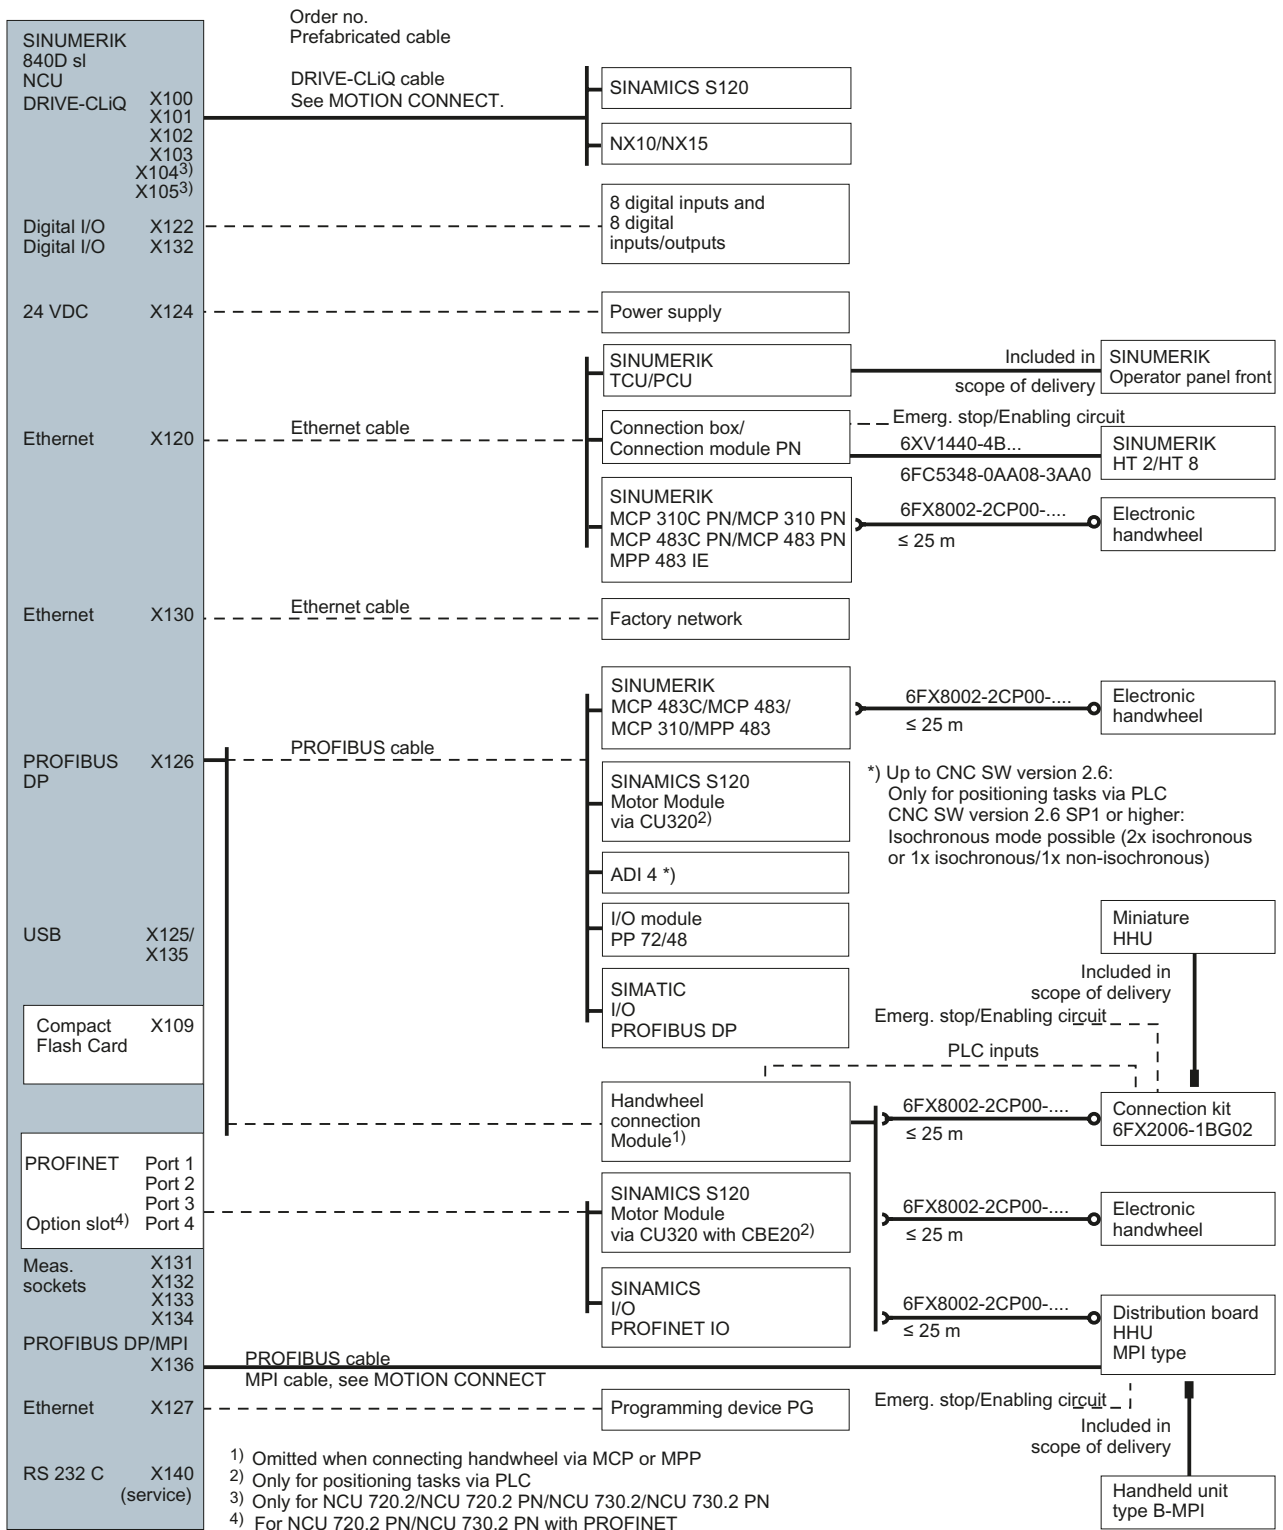 Order no.
Prefabricated cable
SINUMERIK
840D sl
NCU
DRIVE-CLiQ
X100
X101
X102
X103
X104 3)
X105 3)
DRIVE-CLiQ cable
See MOTION CONNECT.
SINAMICS S120
NX10/NX15
Digital I/O X122
Digital I/O X132
8 digital inputs and
8 digital
inputs/outputs
24 VDC X124
Power supply
SINUMERIK
TCU/PCU
Included in
scope of delivery
SINUMERIK
Operator panel front
Ethernet X120
Ethernet cable
Connection box/
Connection module PN
Emerg. stop/Enabling circuit
6XV1440-4B...
6FC5348-0AA08-3AA0
SINUMERIK
HT 2/HT 8
SINUMERIK
MCP 310C PN/MCP 310 PN
MCP 483C PN/MCP 483 PN
MPP 483 IE
6FX8002-2CP00-....
≤ 25 m
Electronic
handwheel
Ethernet X130
Ethernet cable
Factory network
SINUMERIK
MCP 483C/MCP 483/
MCP 310/MPP 483
6FX8002-2CP00-....
≤ 25 m
Electronic
handwheel
PROFIBUS X126
DP
PROFIBUS cable
SINAMICS S120
Motor Module
via CU320 2)
*) Up to CNC SW version 2.6:
Only for positioning tasks via PLC
CNC SW version 2.6 SP1 or higher:
Isochronous mode possible (2x isochronous
or 1x isochronous/1x non-isochronous)
ADI 4 *)
I/O module
PP 72/48
USB X125/
X135
SIMATIC
I/O
PROFIBUS DP
Miniature
HHU
Included in
scope of delivery
Emerg. stop/Enabling circuit
PLC inputs
Compact X109
Flash Card
Handwheel
connection
Module 1)
6FX8002-2CP00-....
≤ 25 m
Connection kit
6FX2006-1BG02
PROFINET Port 1
Port 2
Port 3
Option slot 4) Port 4
SINAMICS S120
Motor Module
via CU320 with CBE20 2)
6FX8002-2CP00-....
≤ 25 m
Electronic
handwheel
Meas.
sockets
X131
X132
X133
X134
SINAMICS
I/O
PROFINET IO
6FX8002-2CP00-....
≤ 25 m
Distribution board
HHU
MPI type
PROFIBUS DP/MPI
X136
PROFIBUS cable
MPI cable, see MOTION CONNECT
Ethernet X127
Programming device PG
Emerg. stop/Enabling circuit
Included in
scope of delivery
RS 232 C X140
(service)
Handheld unit
type B-MPI
1) Omitted when connecting handwheel via MCP or MPP
2) Only for positioning tasks via PLC
3) Only for NCU 720.2/NCU 720.2 PN/NCU 730.2/NCU 730.2 PN
4) For NCU 720.2 PN/NCU 730.2 PN with PROFINET